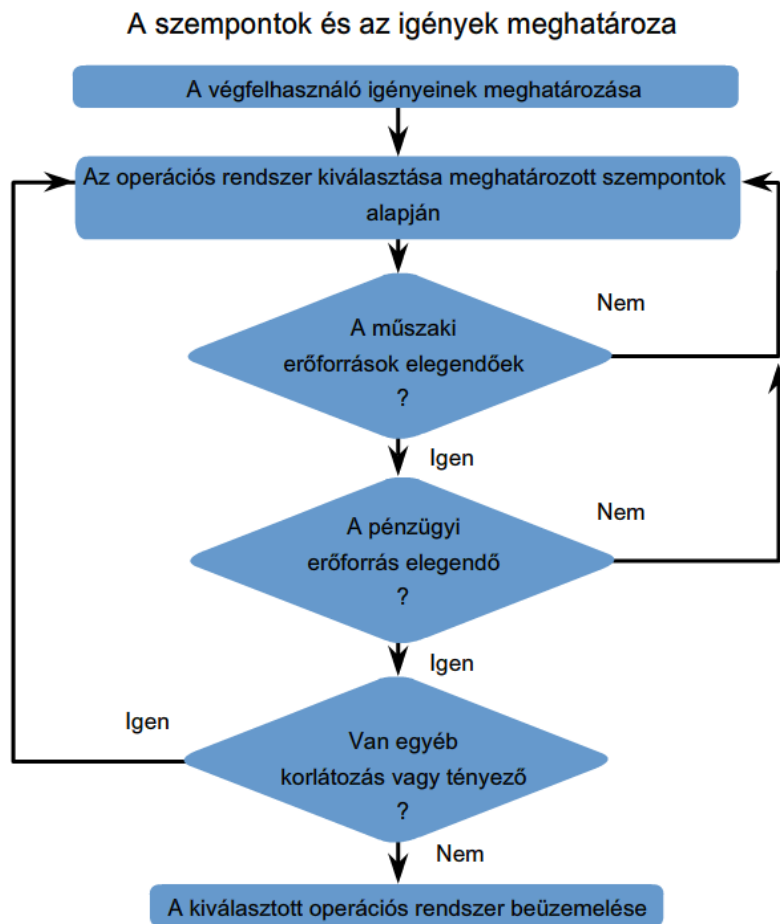 A szempontok és az igények meghatároza
A végfelhasználó igényeinek meghatározása
Az operációs rendszer kiválasztása meghatározott szempontok
alapján
Nem
A műszaki
erőforrások elegendőek
?
Igen
Nem
A pénzügyi
erőforrás elegendő
?
Igen
Igen
Van egyéb
korlátozás vagy tényező
?
Nem
A kiválasztott operációs rendszer beüzemelése